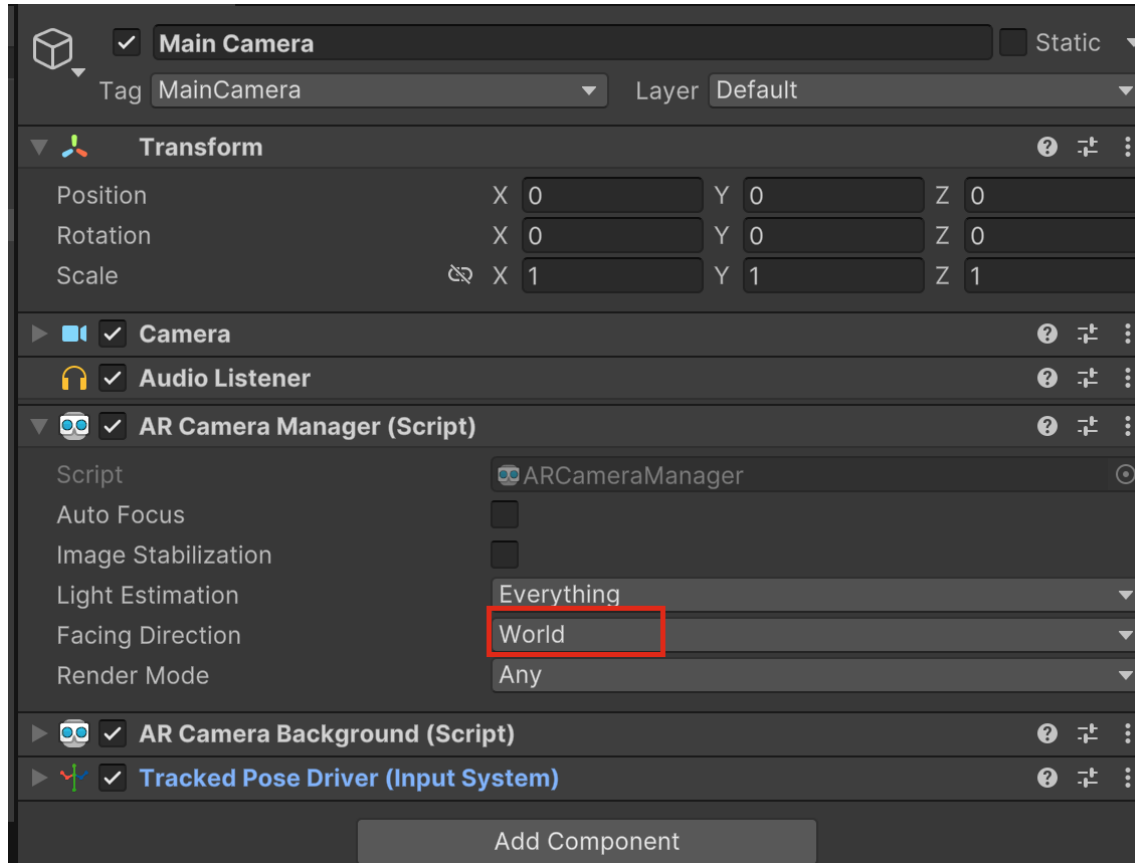 Main Camera Static
Tag MainCamera Layer Default
Transform
Position X 0 Y 0 Z 0
Rotation X 0 Y 0 Z 0
Scale X 1 Y 1 Z 1
Camera
Audio Listener
AR Camera Manager (Script)
Script ARCameraManager
Auto Focus
Image Stabilization
Light Estimation Everything
Facing Direction World
Render Mode Any
AR Camera Background (Script)
Tracked Pose Driver (Input System)
Add Component